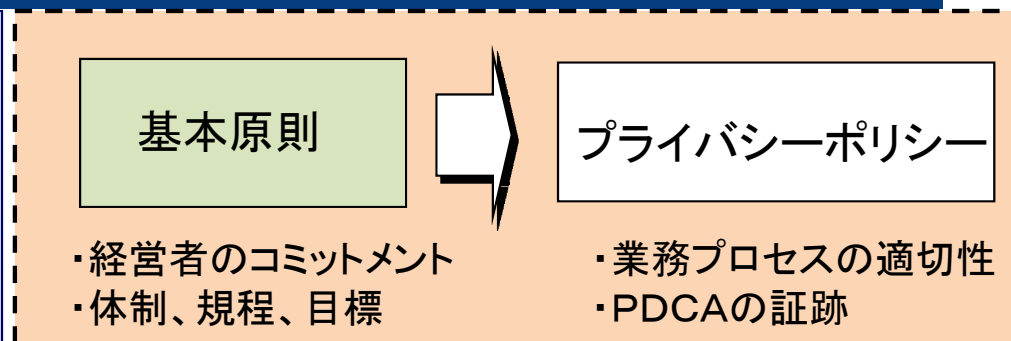 基本原則
プライバシーポリシー
・経営者のコミットメント
・体制、規程、目標
・業務プロセスの適切性
・PDCAの証跡